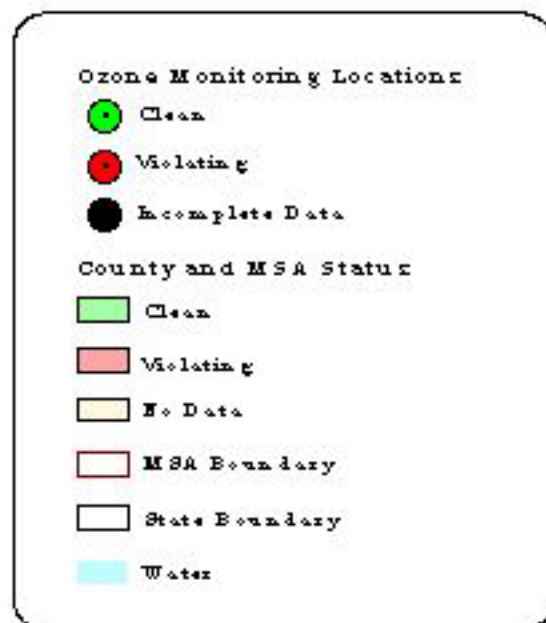 Ozone Monitoring Locations
Clean
Violating
Incomplete Data
County and MSA Status
Clean
Violating
No Data
MSA Boundary
State Boundary
Water